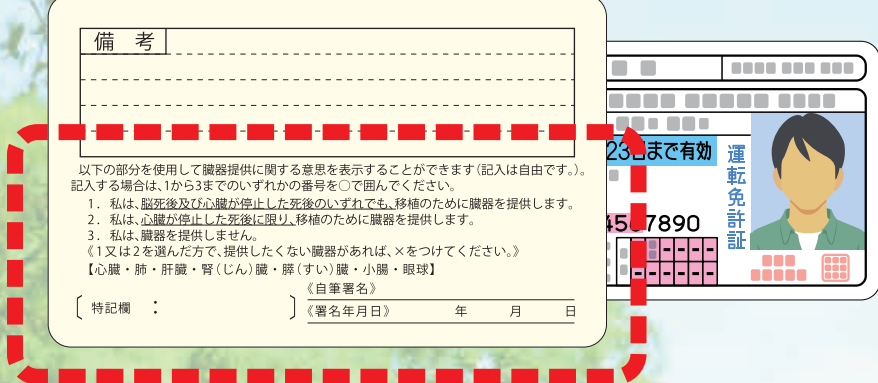 備考
以下の部分を使用して臓器提供に関する意思を表示することができます(記入は自由です。)。
記入する場合は、1から3までのいずれかの番号を○で囲んでください。
1. 私は、脳死後及び心臓が停止した死後のいずれでも、移植のために臓器を提供します。
2. 私は、心臓が停止した死後に限り、移植のために臓器を提供します。
3. 私は、臓器を提供しません。
《1又は2を選んだ方で、提供したくない臓器があれば、×をつけてください。》
【心臓・肺・肝臓・腎(じん)臓・膵(すい)臓・小腸・眼球】
〔特記欄:　　〕
《自筆署名》
《署名年月日》　年　月　日
23日まで有効
567890
運転免許証